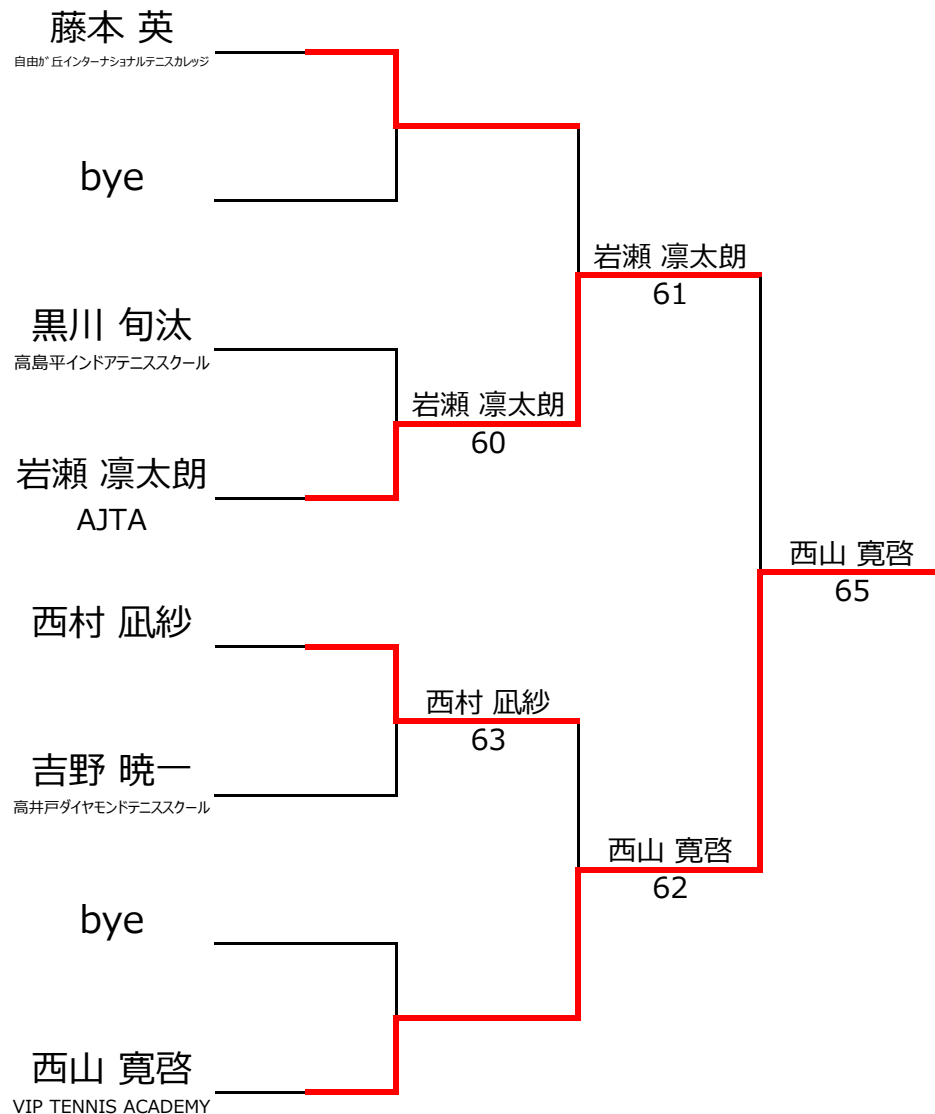 藤本 英
自由が丘インターナショナルテニスカレッジ
bye
岩瀬 凛太朗
61
黒川 旬汰
高島平インドアテニススクール
岩瀬 凛太朗
60
岩瀬 凛太朗
AJTA
西山 寛啓
65
西村 凪紗
西村 凪紗
63
吉野 暁一
高井戸ダイヤモンドテニススクール
西山 寛啓
62
bye
西山 寛啓
VIP TENNIS ACADEMY